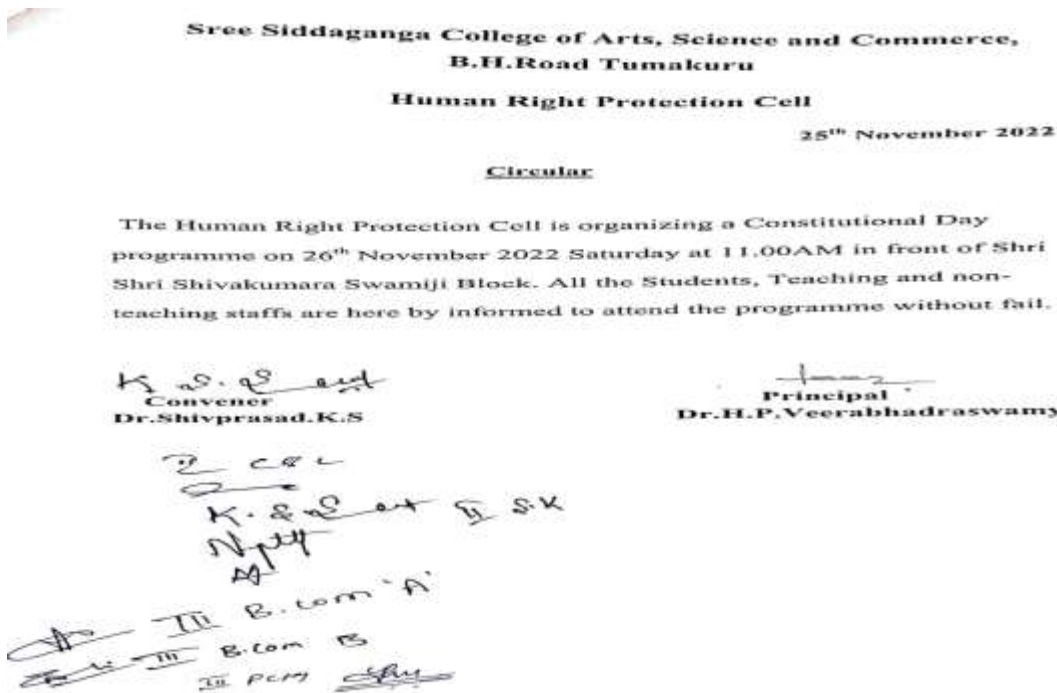 Sree Siddaganga College of Arts, Science and Commerce,
B.H.Road Tumakuru
Human Right Protection Cell
25th November 2022
Circular
The Human Right Protection Cell is organizing a Constitutional Day
programme on 26th November 2022 Saturday at 11.00AM in front of Shri
Shri Shivakumara Swamiji Block. All the Students, Teaching and non-
teaching staffs are here by informed to attend the programme without fail.
Convener
Dr.Shivprasad.K.S
Principal
Dr.H.P.Veerabhadraswamy
II S.K
III B.com 'A'
III B.com B
III PCM